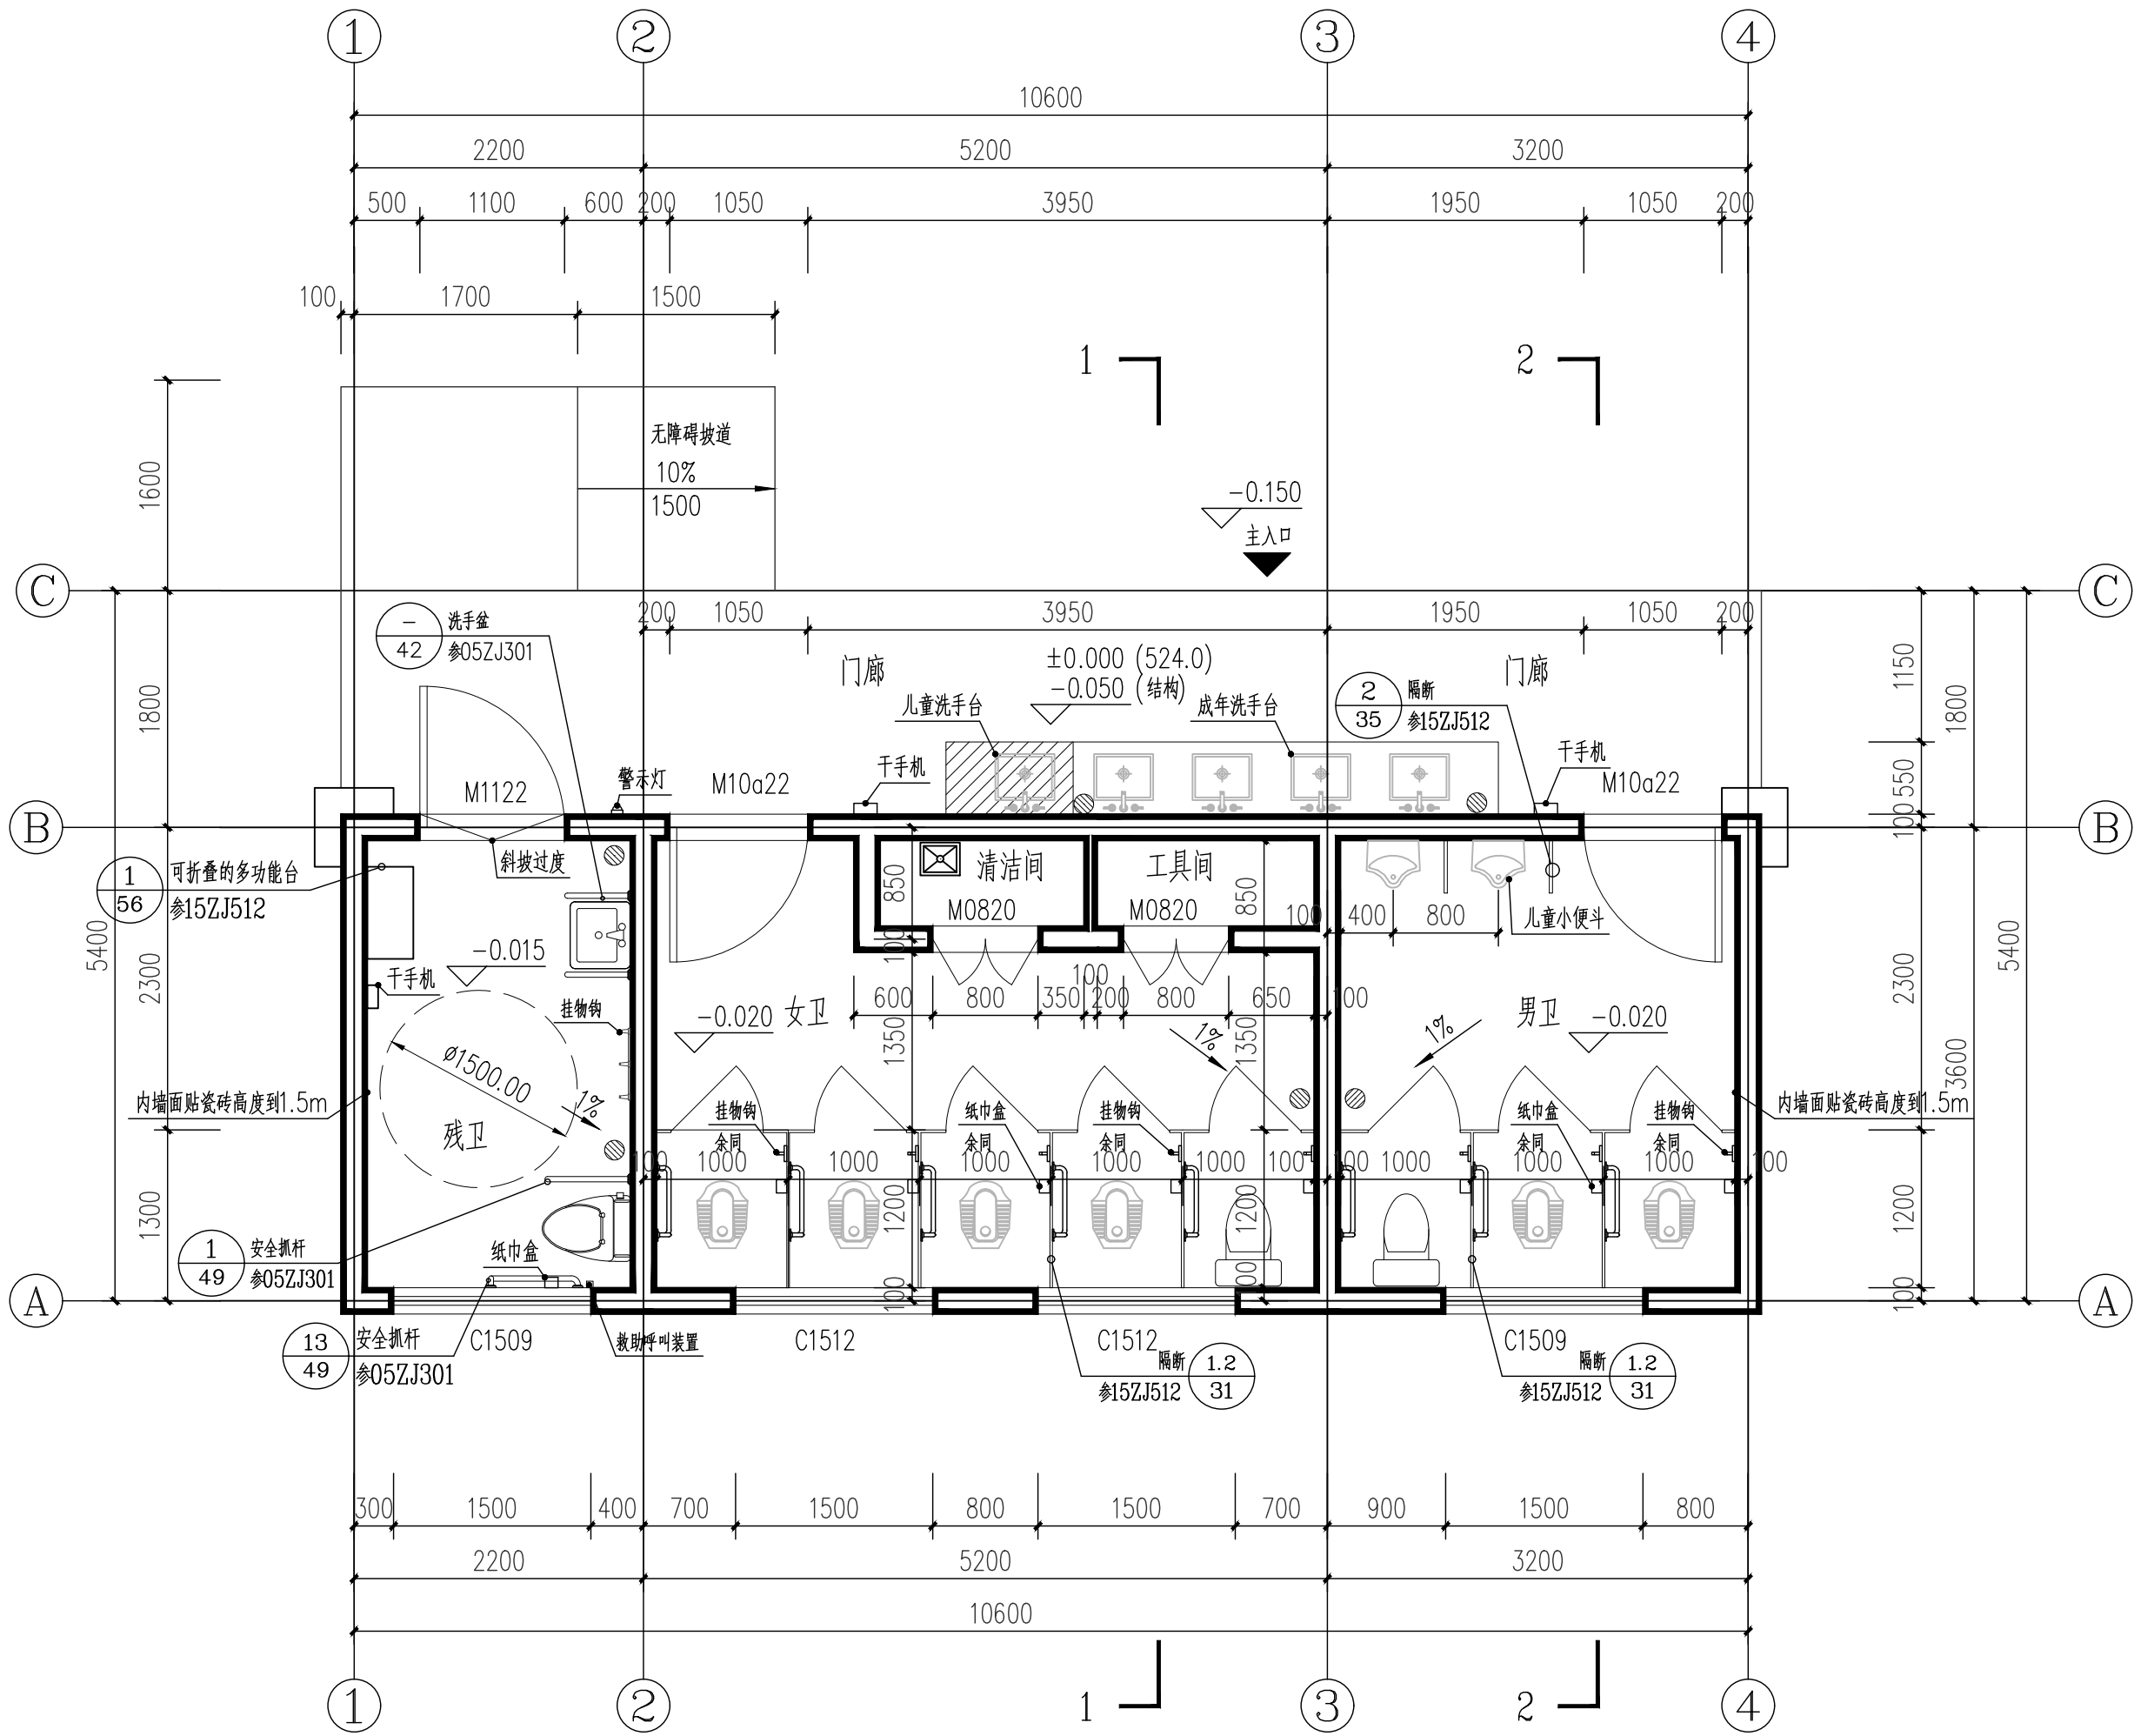 1
2
3
4
10600
2200
5200
3200
500
1100
600
200
1050
3950
1950
1050
200
100
1700
1500
1
2
无障碍坡道
10%
1500
1600
-0.150
主入口
C
C
200
1050
3950
1950
1050
200
—
42
洗手盆
参05ZJ301
门廊
±0.000 (524.0)
-0.050 (结构)
门廊
2
35
隔断
参15ZJ512
儿童洗手台
成年洗手台
1150
1800
1800
550
100
干手机
干手机
警示灯
M1122
M10a22
M10a22
B
B
斜坡过度
1
56
可折叠的多功能台
参15ZJ512
清洁间
工具间
850
850
M0820
M0820
100
100
400
800
儿童小便斗
5400
2300
2300
5400
3600
-0.015
干手机
挂物钩
100
600
800
350
200
800
650
100
女卫
男卫
-0.020
-0.020
1350
1350
1%
1%
ø1500.00
1%
内墙面贴瓷砖高度到1.5m
内墙面贴瓷砖高度到1.5m
残卫
挂物钩
余同
纸巾盒
余同
挂物钩
余同
纸巾盒
余同
挂物钩
余同
100
1000
1000
1000
1000
1000
100
100
1000
1000
1000
100
1300
1200
1200
1200
1
49
安全抓杆
参05ZJ301
纸巾盒
100
100
100
A
A
13
49
安全抓杆
参05ZJ301
C1509
救助呼叫装置
C1512
C1512
C1509
隔断
参15ZJ512
1.2
31
隔断
参15ZJ512
1.2
31
300
1500
400
700
1500
800
1500
700
900
1500
800
2200
5200
3200
10600
1
2
1
2
3
4